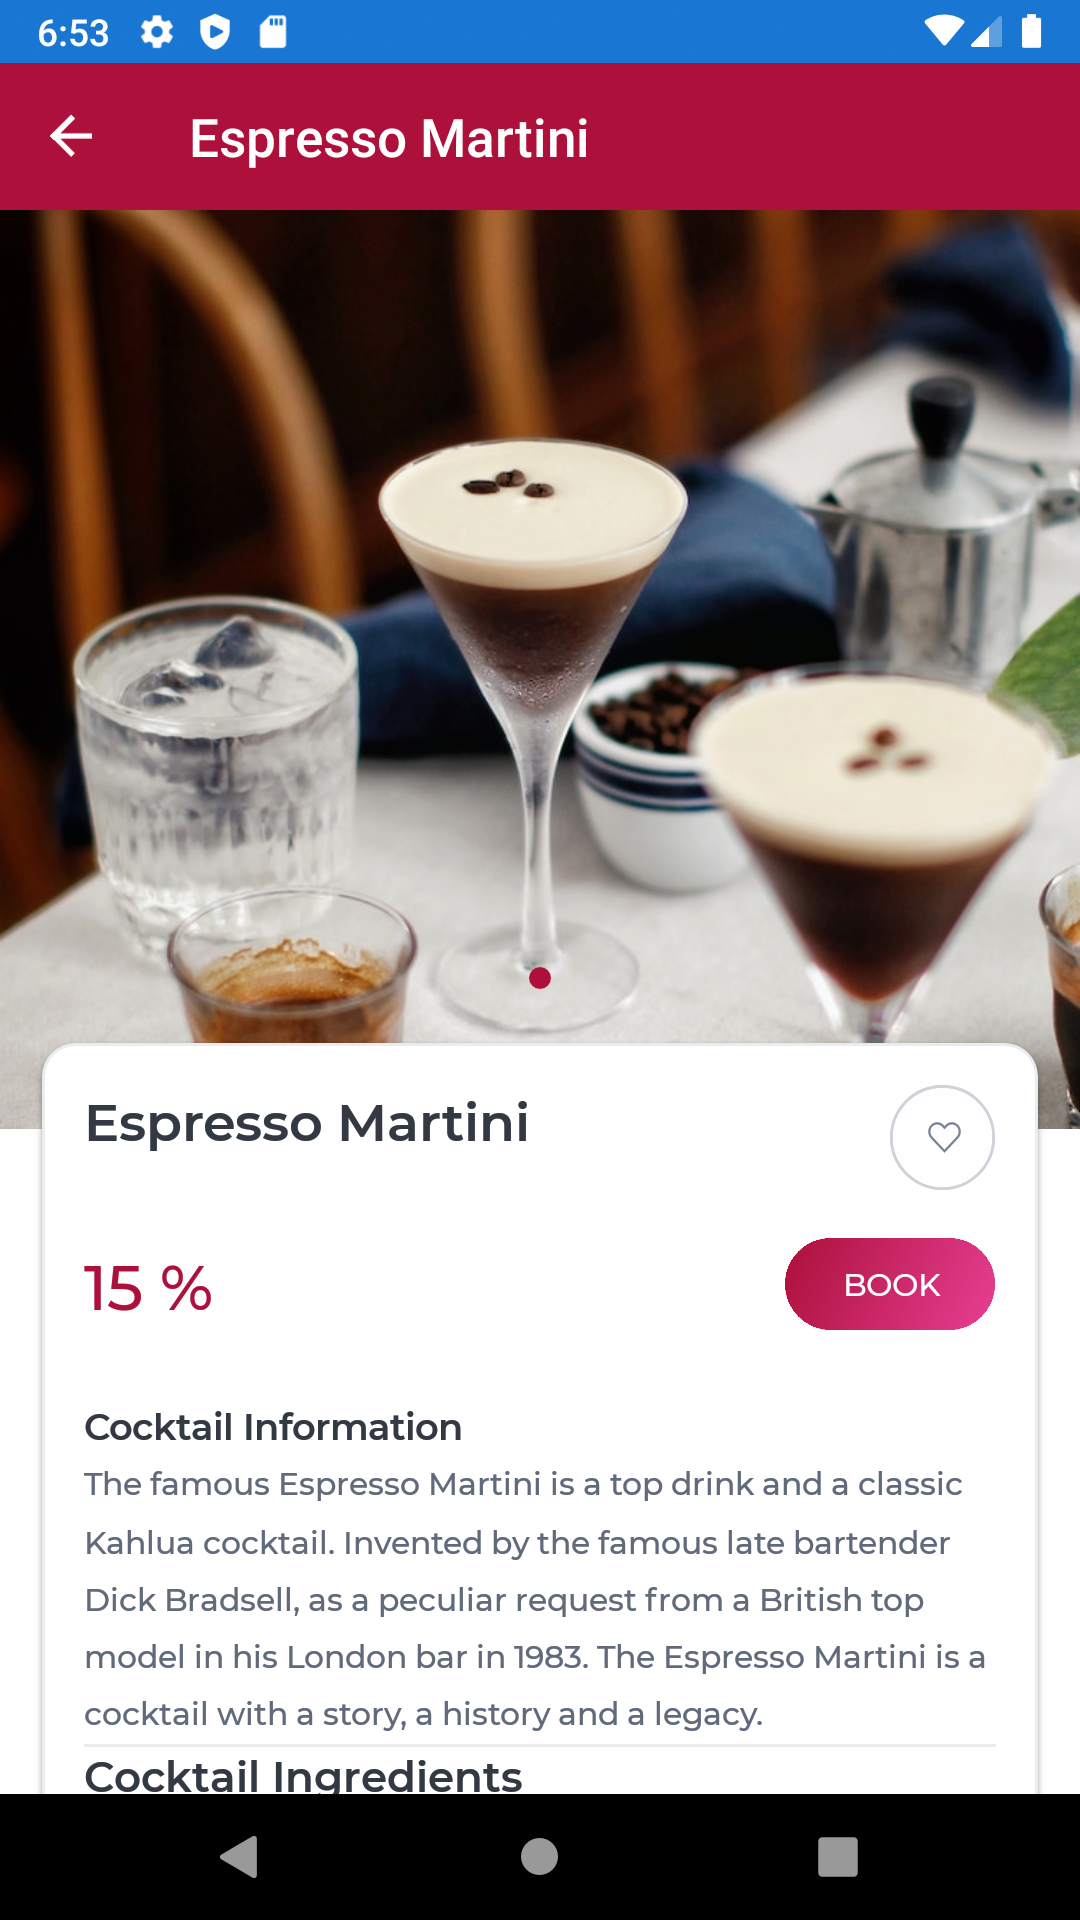 6:53
Espresso Martini
Espresso Martini
15 %
BOOK
Cocktail Information
The famous Espresso Martini is a top drink and a classic
Kahlua cocktail. Invented by the famous late bartender
Dick Bradsell, as a peculiar request from a British top
model in his London bar in 1983. The Espresso Martini is a
cocktail with a story, a history and a legacy.
Cocktail Ingredients